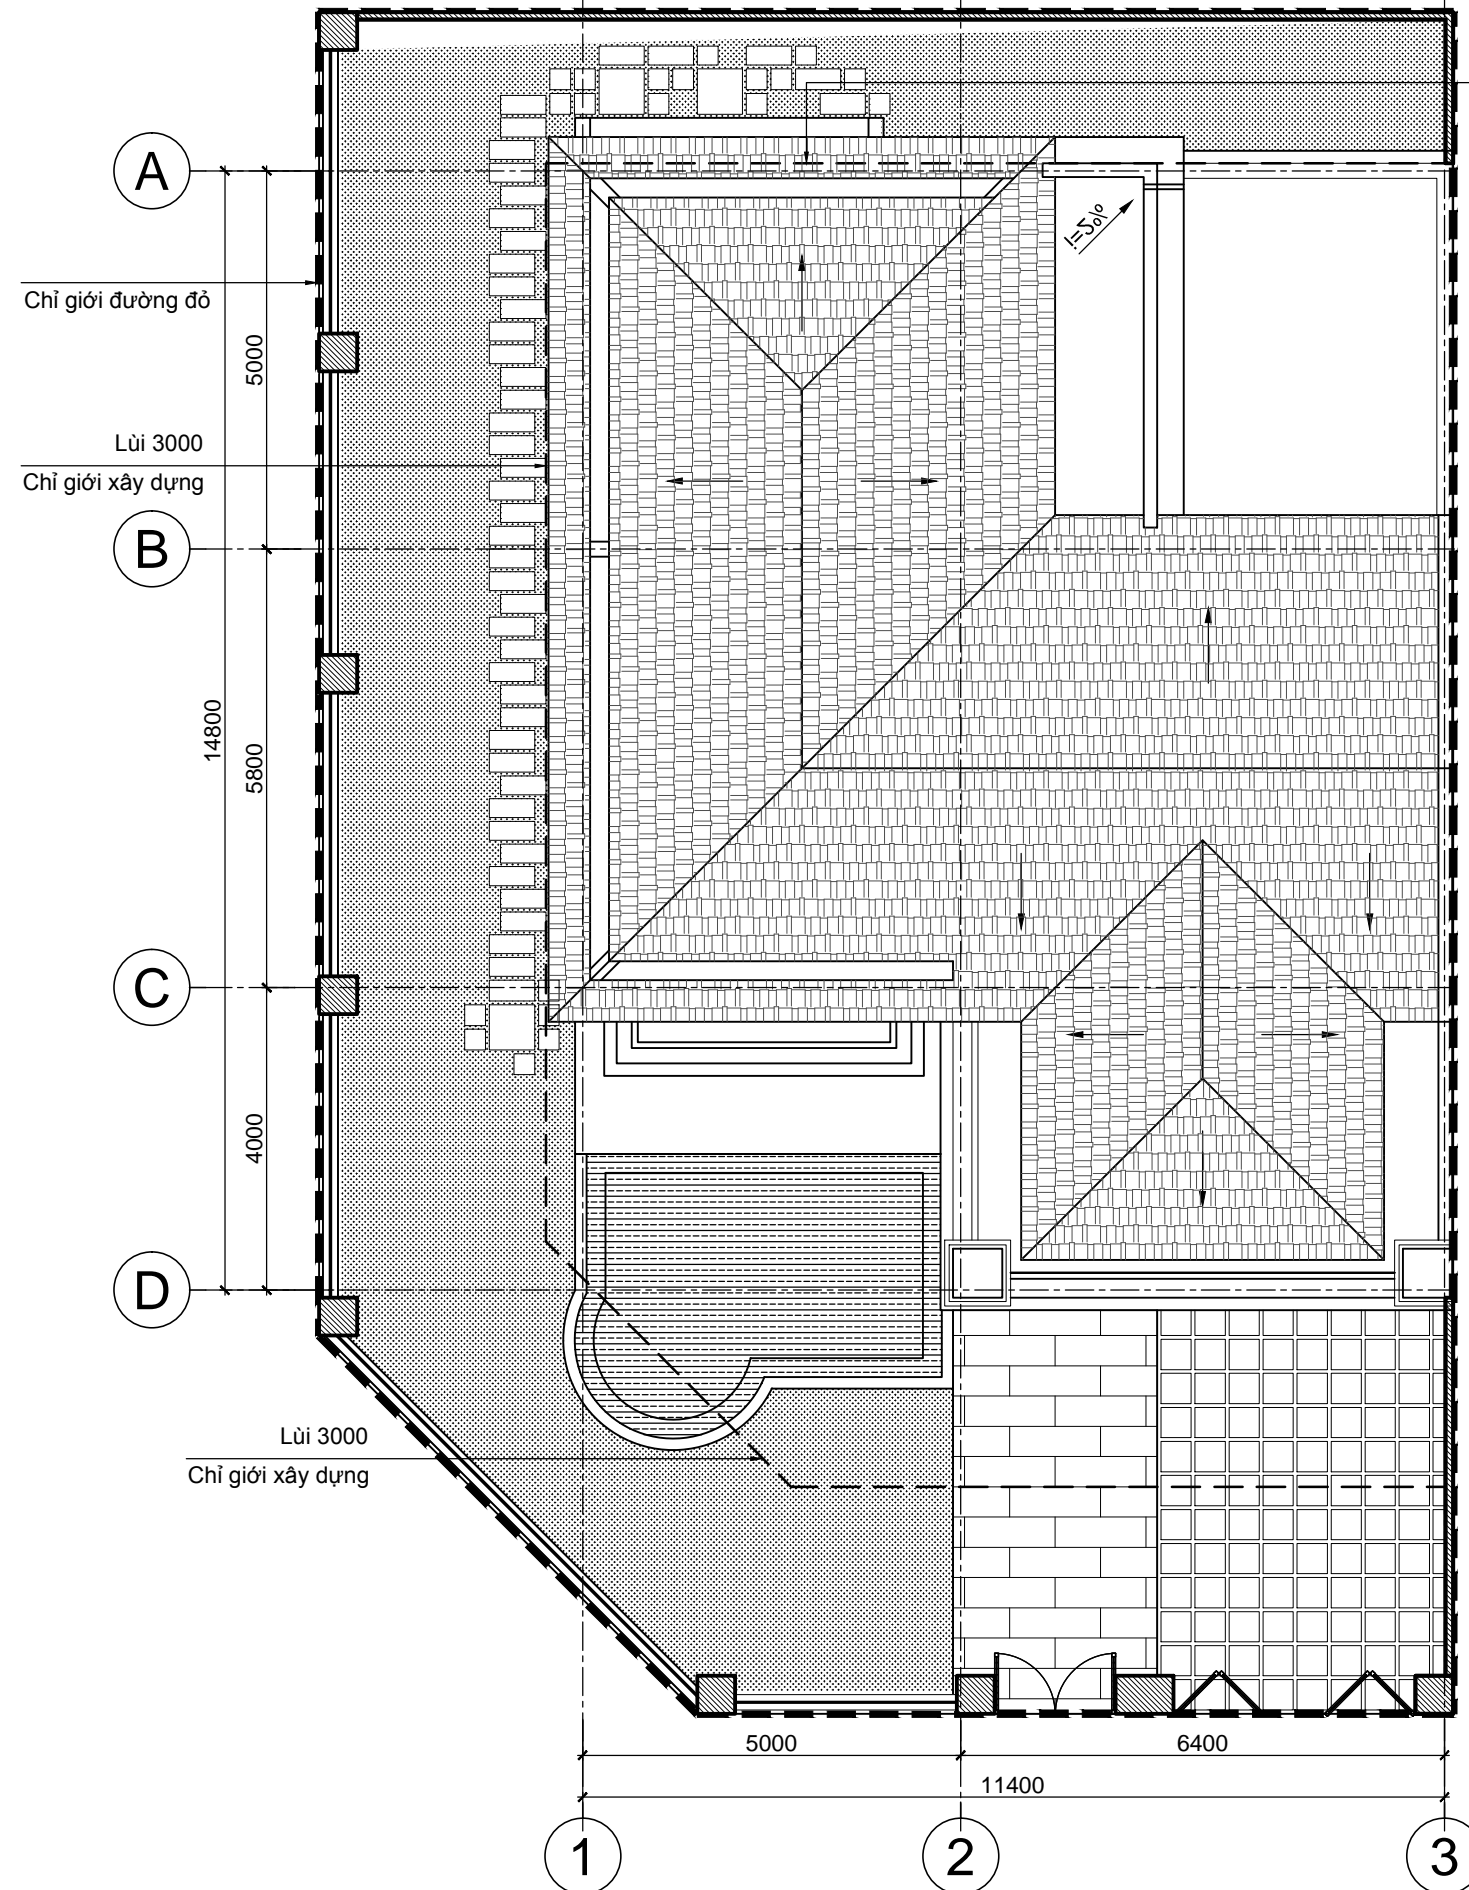 A
i=2%
Chỉ giới đường đỏ
5000
Lùi 3000
Chỉ giới xây dựng
B
14800
5800
C
4000
D
Lùi 3000
Chỉ giới xây dựng
5000
6400
11400
1
2
3